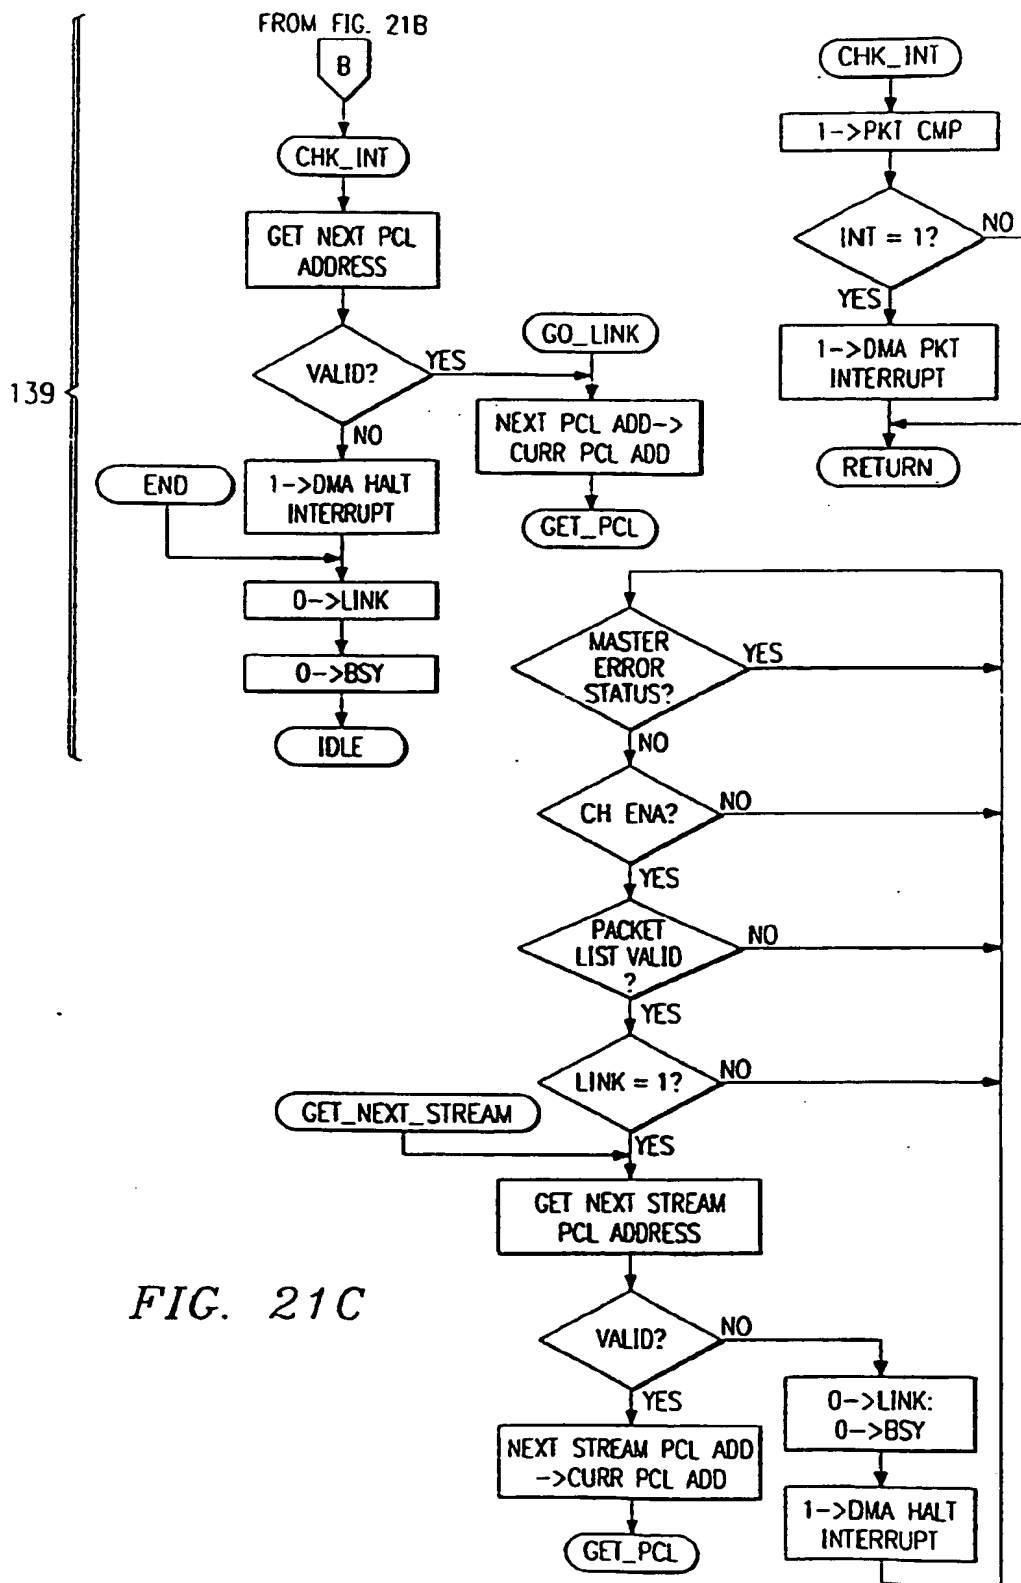 FROM FIG. 21B
B
CHK_INT
GET NEXT PCL
ADDRESS
VALID?
YES
NO
GO_LINK
NEXT PCL ADD->
CURR PCL ADD
GET_PCL
139
END
1->DMA HALT
INTERRUPT
0->LINK
0->BSY
IDLE
CHK_INT
1->PKT CMP
INT = 1?
NO
YES
1->DMA PKT
INTERRUPT
RETURN
MASTER
ERROR
STATUS?
YES
NO
CH ENA?
NO
YES
PACKET
LIST VALID
?
NO
YES
LINK = 1?
NO
GET_NEXT_STREAM
YES
GET NEXT STREAM
PCL ADDRESS
VALID?
NO
YES
0->LINK:
0->BSY
NEXT STREAM PCL ADD
->CURR PCL ADD
1->DMA HALT
INTERRUPT
GET_PCL
FIG. 21C